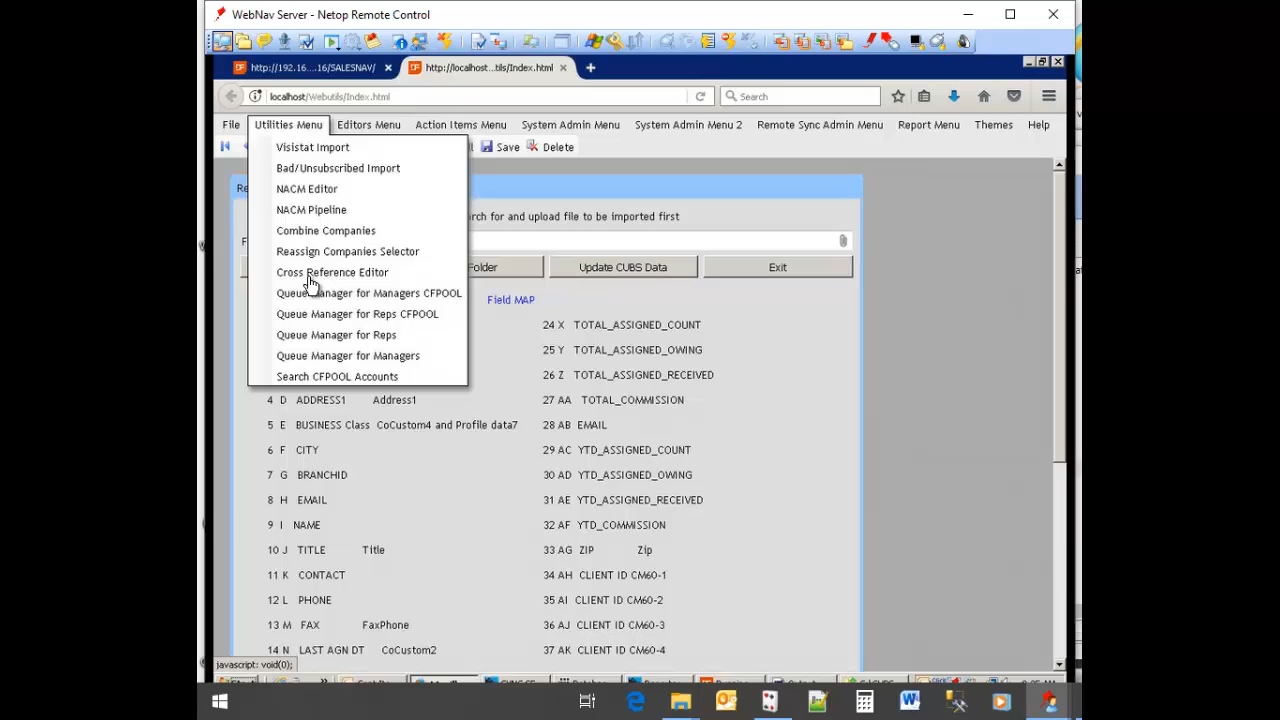 WebNav Server - Netop Remote Control
http://192.16....16/SALESNAV/
http://localhost...tils/Index.html
localhost/Webutils/Index.html
Search
File
Utilities Menu
Editors Menu
Action Items Menu
System Admin Menu
System Admin Menu 2
Remote Sync Admin Menu
Report Menu
Themes
Help
Save
Delete
Visistat Import
Bad/Unsubscribed Import
NACM Editor
NACM Pipeline
Combine Companies
Reassign Companies Selector
Cross Reference Editor
Queue Manager for Managers CFPOOL
Queue Manager for Reps CFPOOL
Queue Manager for Reps
Queue Manager for Managers
Search CFPOOL Accounts
Re
rch for and upload file to be imported first
F
Folder
Update CUBS Data
Exit
Field MAP
4 D ADDRESS1 Address1
5 E BUSINESS Class CoCustom4 and Profile data7
6 F CITY
7 G BRANCHID
8 H EMAIL
9 I NAME
10 J TITLE Title
11 K CONTACT
12 L PHONE
13 M FAX FaxPhone
14 N LAST AGN DT CoCustom2
24 X TOTAL_ASSIGNED_COUNT
25 Y TOTAL_ASSIGNED_OWING
26 Z TOTAL_ASSIGNED_RECEIVED
27 AA TOTAL_COMMISSION
28 AB EMAIL
29 AC YTD_ASSIGNED_COUNT
30 AD YTD_ASSIGNED_OWING
31 AE YTD_ASSIGNED_RECEIVED
32 AF YTD_COMMISSION
33 AG ZIP Zip
34 AH CLIENT ID CM60-1
35 AI CLIENT ID CM60-2
36 AJ CLIENT ID CM60-3
37 AK CLIENT ID CM60-4
javascript: void(0);